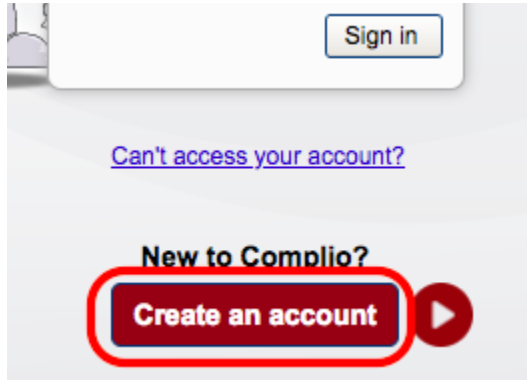 Sign in
Can't access your account?
New to Complio?
Create an account